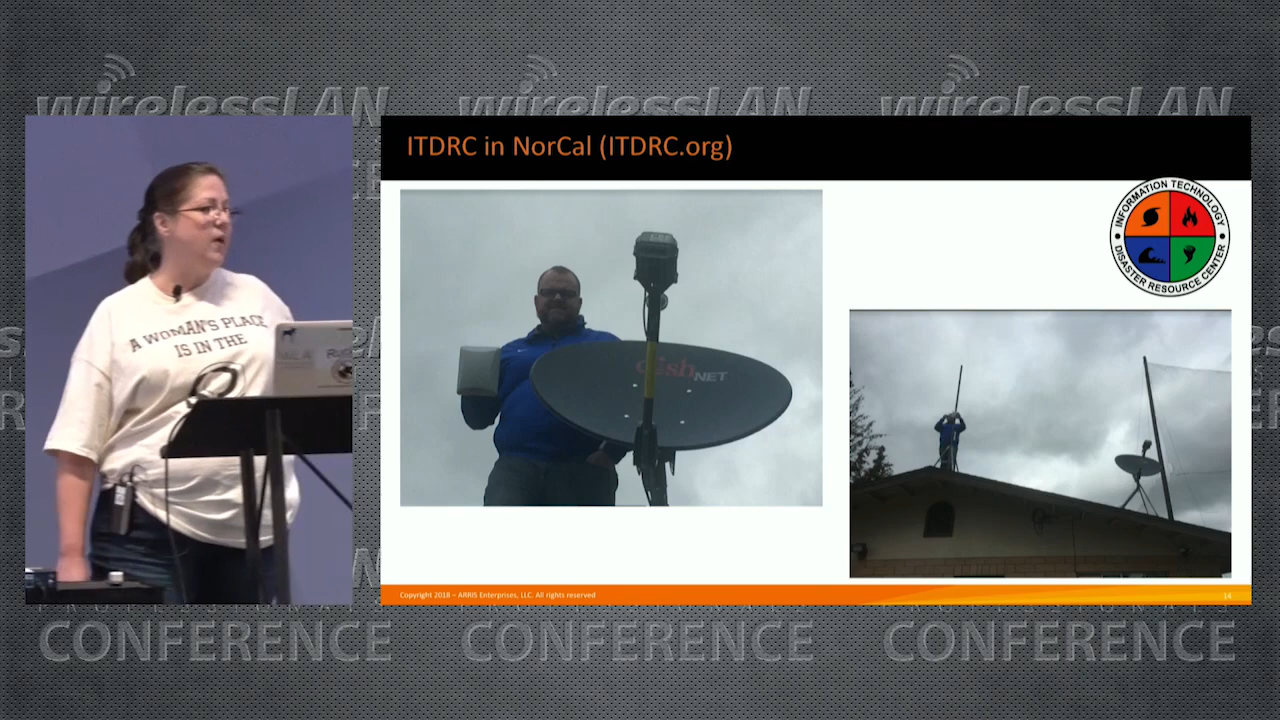 wirelessLAN
wirelessLAN
wirelessLAN
ITDRC in NorCal (ITDRC.org)
INFORMATION TECHNOLOGY
DISASTER RESOURCE CENTER
A WOMAN'S PLACE
IS IN THE
dish
NET
Copyright 2018 – ARRIS Enterprises, LLC. All rights reserved
14
CONFERENCE
CONFERENCE
CONFERENCE